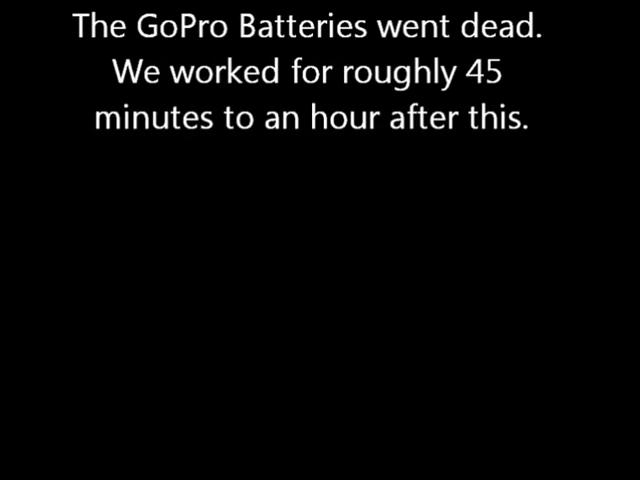 The GoPro Batteries went dead.
We worked for roughly 45
minutes to an hour after this.